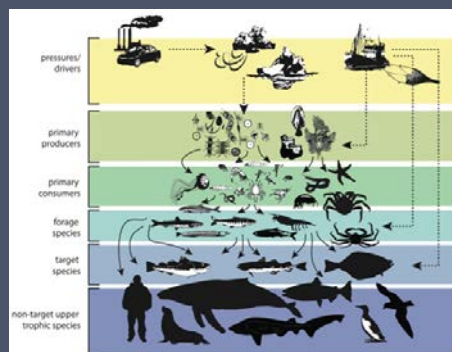 pressures/
drivers
primary
producers
primary
consumers
forage
species
target
species
non-target upper
trophic species